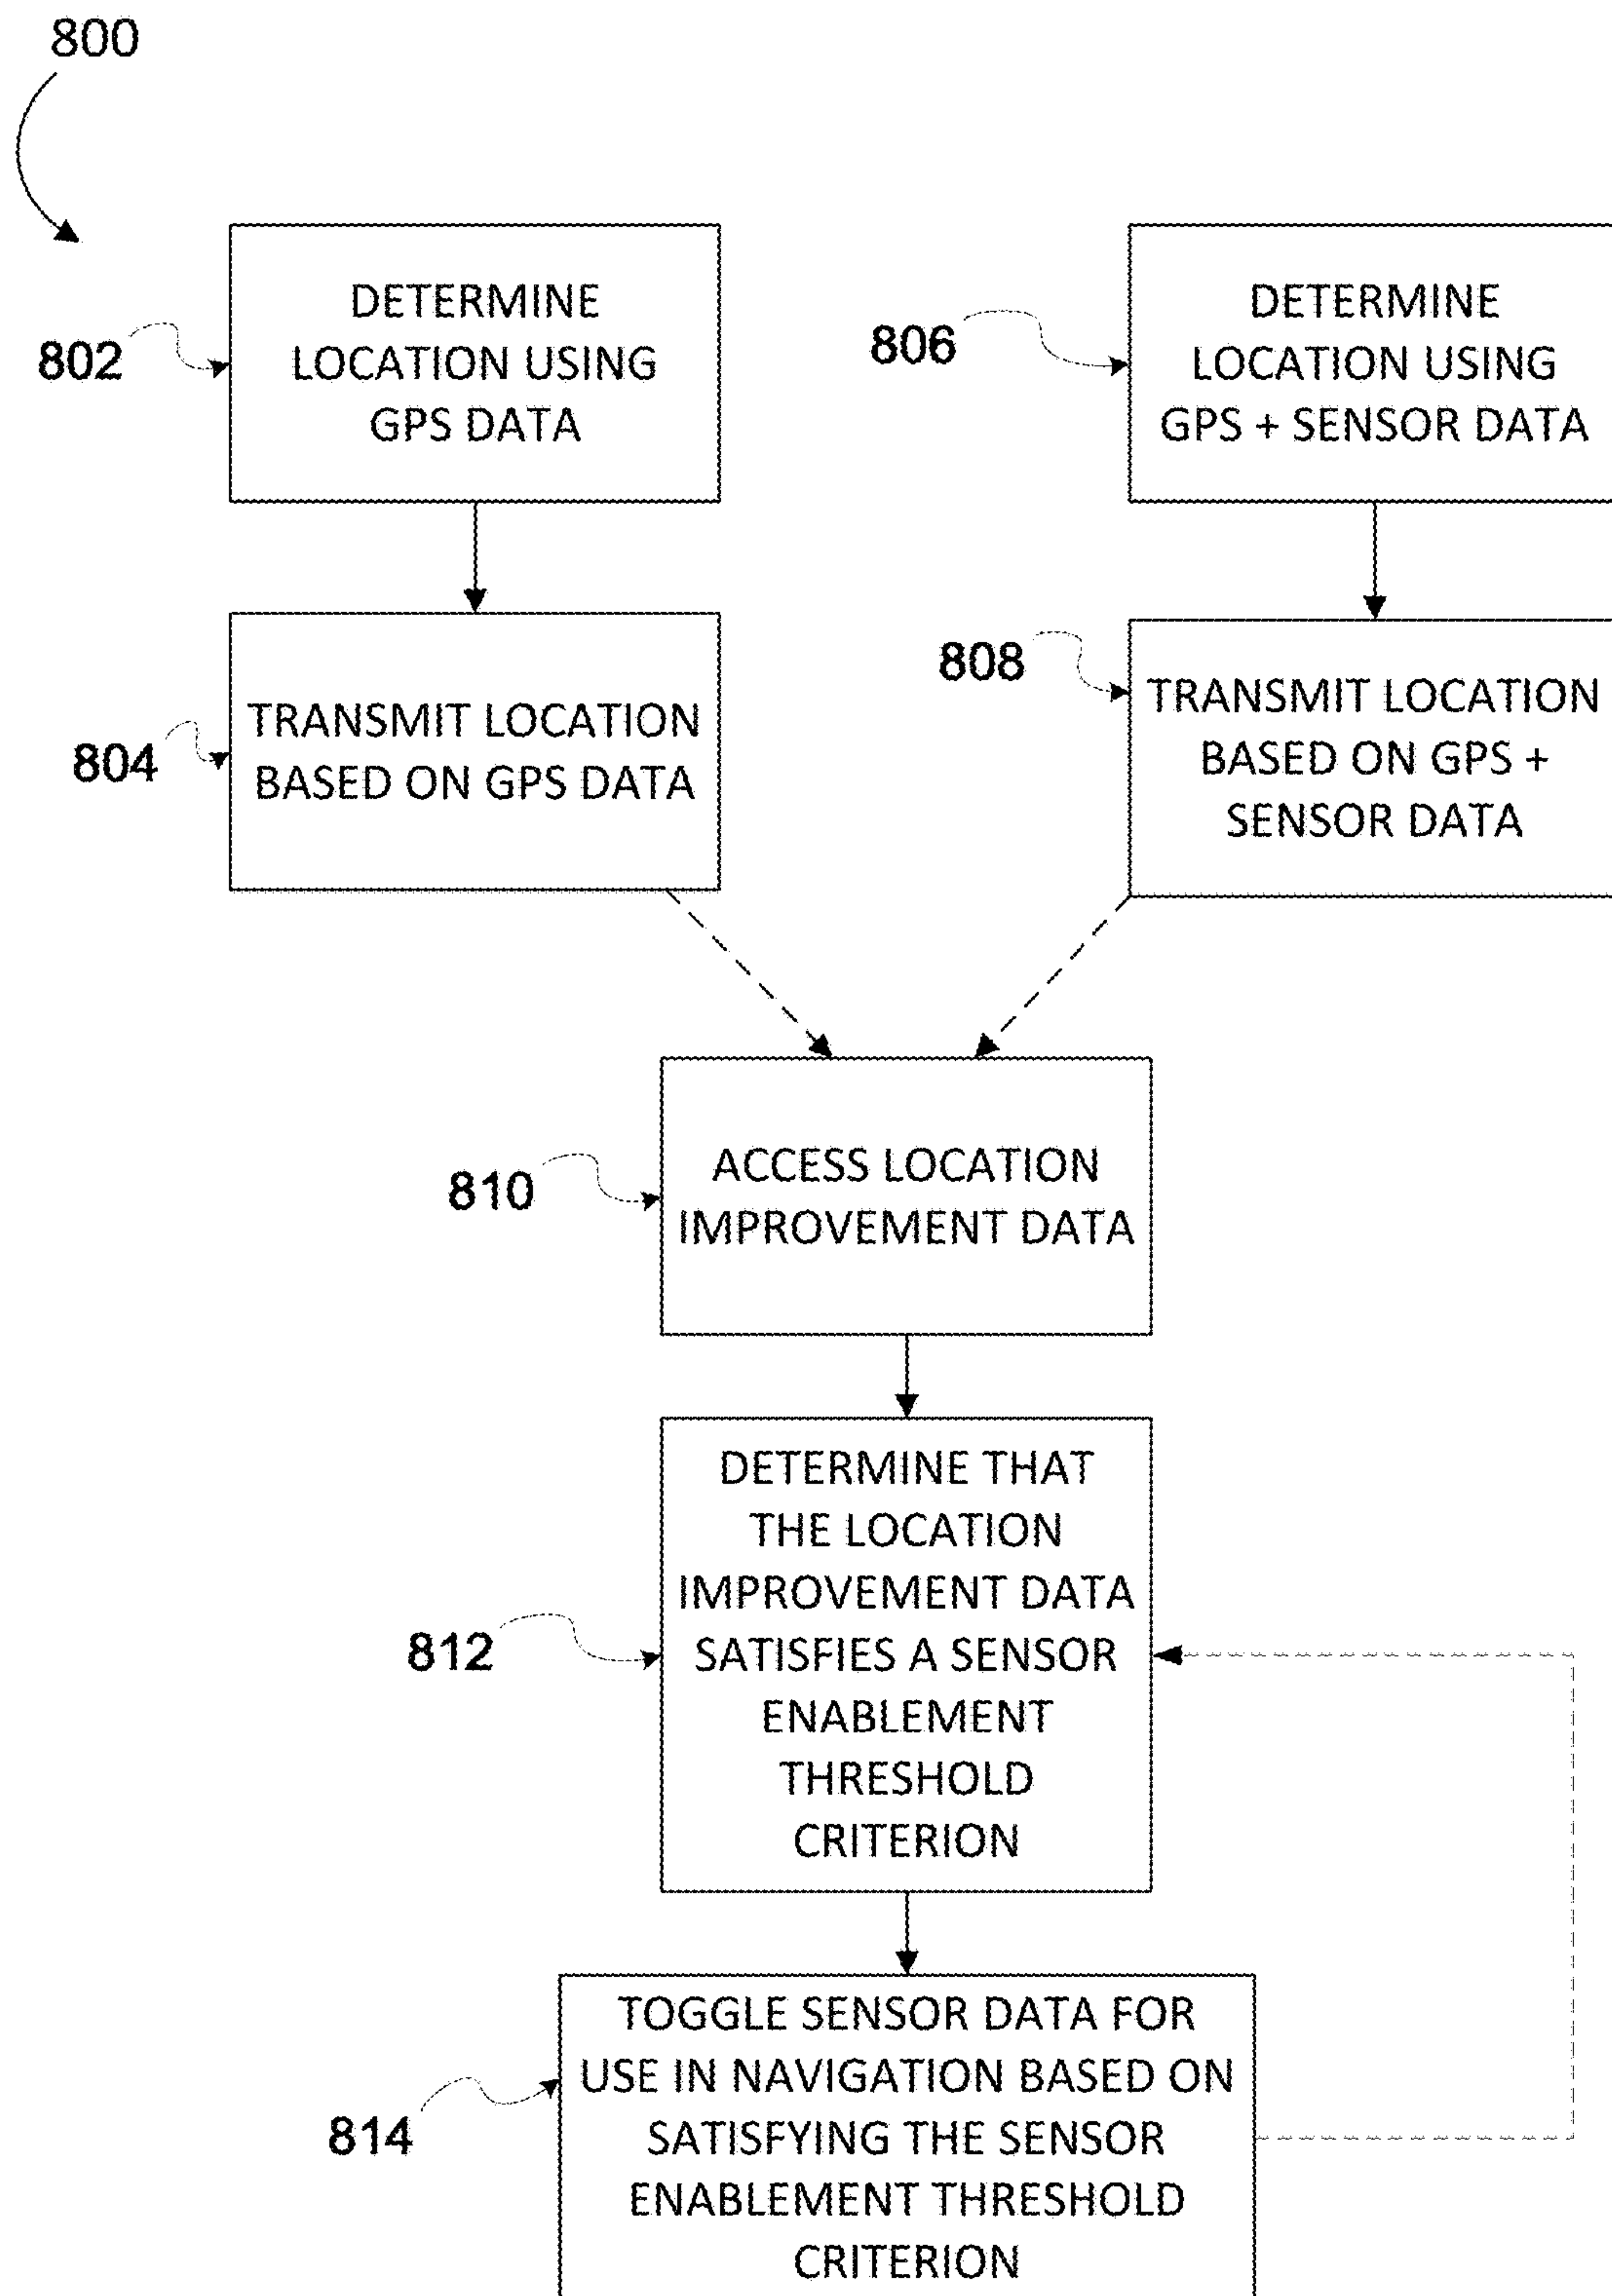 800
802
DETERMINE
LOCATION USING
GPS DATA
806
DETERMINE
LOCATION USING
GPS + SENSOR DATA
804
TRANSMIT LOCATION
BASED ON GPS DATA
808
TRANSMIT LOCATION
BASED ON GPS +
SENSOR DATA
810
ACCESS LOCATION
IMPROVEMENT DATA
812
DETERMINE THAT
THE LOCATION
IMPROVEMENT DATA
SATISFIES A SENSOR
ENABLEMENT
THRESHOLD
CRITERION
814
TOGGLE SENSOR DATA FOR
USE IN NAVIGATION BASED ON
SATISFYING THE SENSOR
ENABLEMENT THRESHOLD
CRITERION